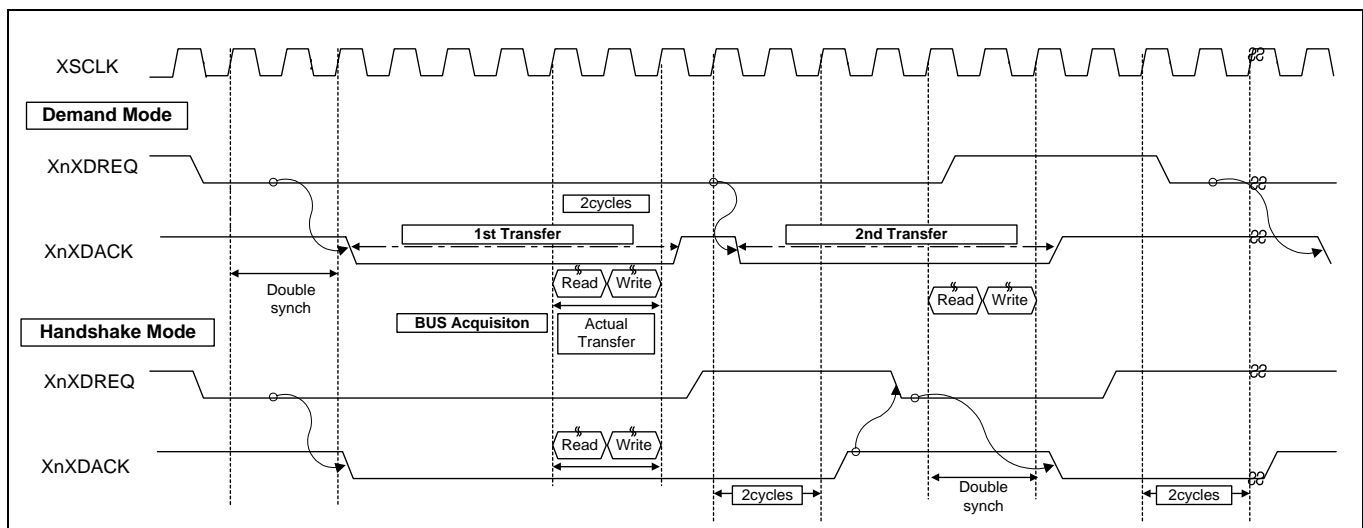 XSCLK
Demand Mode
XnXDREQ
2cycles
XnXDACK
1st Transfer
2nd Transfer
Double
synch
Read
Write
Read
Write
BUS Acquisiton
Actual
Transfer
Handshake Mode
XnXDREQ
Read
Write
XnXDACK
2cycles
Double
synch
2cycles